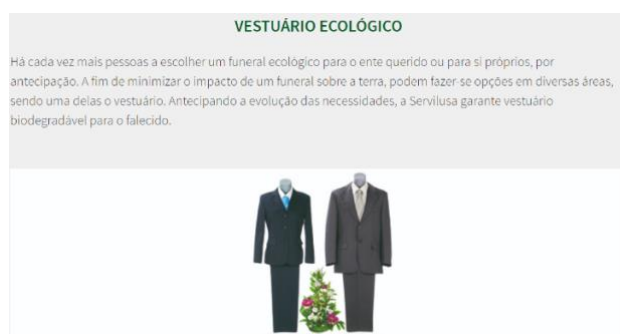 VESTUÁRIO ECOLÓGICO
Há cada vez mais pessoas a escolher um funeral ecológico para o ente querido ou para si próprios, por
antecipação. A fim de minimizar o impacto de um funeral sobre a terra, podem fazer-se opções em diversas áreas,
sendo uma delas o vestuário. Antecipando a evolução das necessidades, a Servilusa garante vestuário
biodegradável para o falecido.